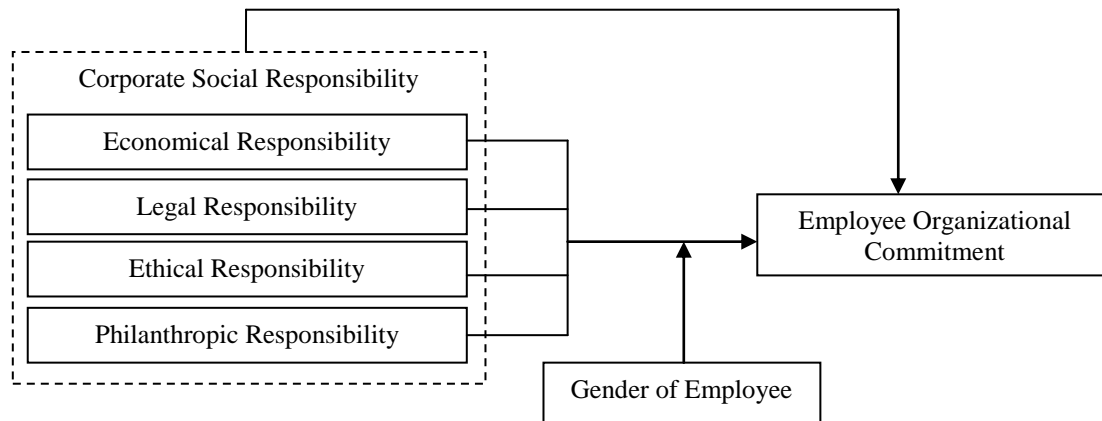 Corporate Social Responsibility
Economical Responsibility
Legal Responsibility
Ethical Responsibility
Philanthropic Responsibility
Employee Organizational
Commitment
Gender of Employee